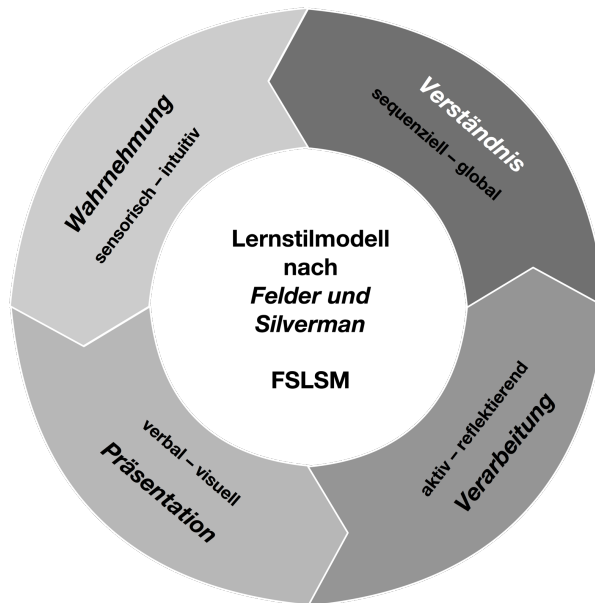 Wahrnehmung
sensorisch – intuitiv
Verständnis
sequenziell – global
Lernstilmodell
nach
Felder und
Silverman
FSLSM
verbal – visuell
Präsentation
aktiv – reflektierend
Verarbeitung